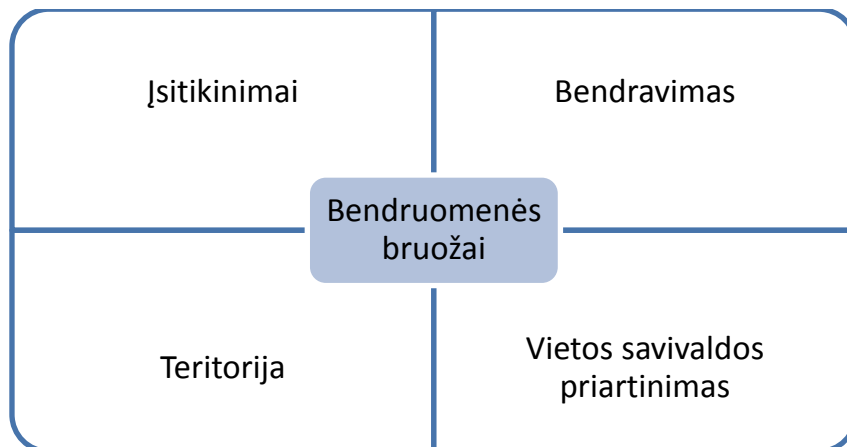 Įsitikinimai
Bendravimas
Bendruomenės
bruožai
Teritorija
Vietos savivaldos
priartinimas